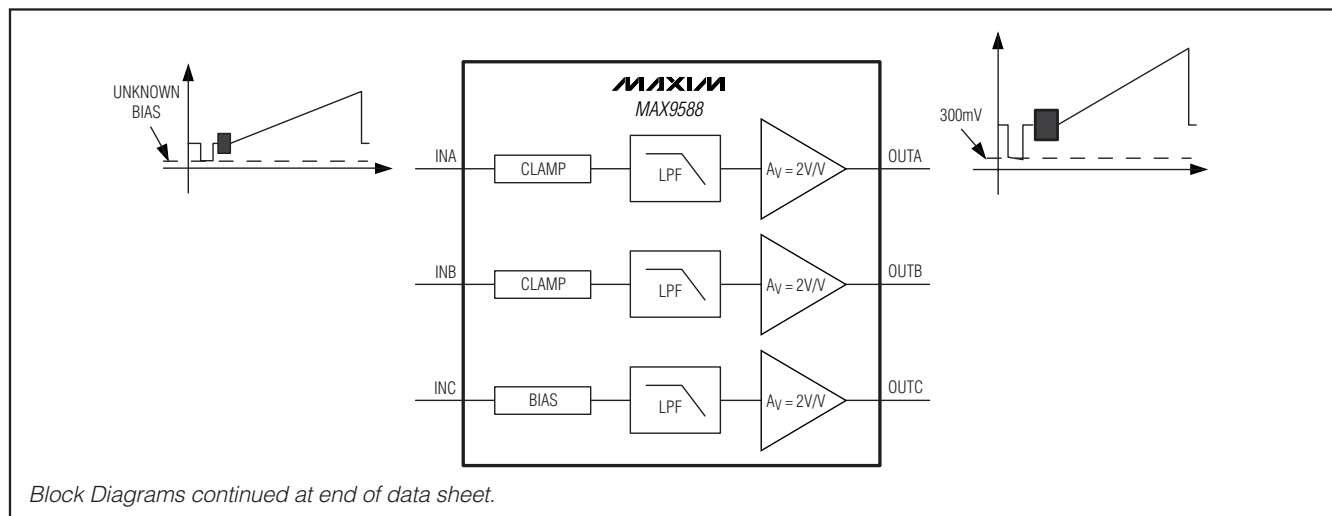 UNKNOWN
BIAS
MAXIM
MAX9588
300mV
INA
CLAMP
LPF
AV = 2V/V
OUTA
INB
CLAMP
LPF
AV = 2V/V
OUTB
INC
BIAS
LPF
AV = 2V/V
OUTC
Block Diagrams continued at end of data sheet.